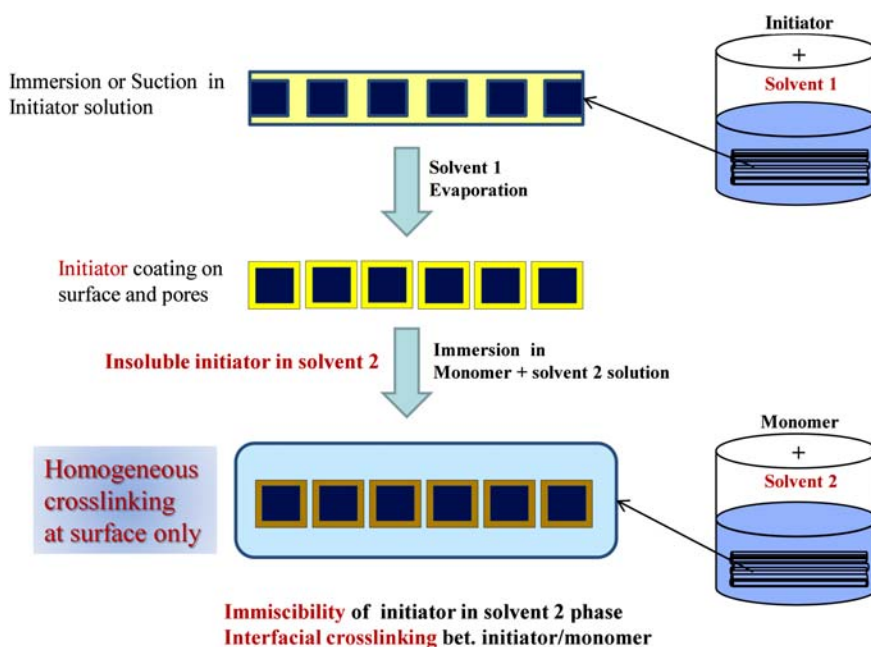 Initiator
+
Solvent 1
Immersion or Suction in
Initiator solution
Solvent 1
Evaporation
Initiator coating on
surface and pores
Insoluble initiator in solvent 2
Immersion in
Monomer + solvent 2 solution
Monomer
+
Solvent 2
Homogeneous
crosslinking
at surface only
Immiscibility of initiator in solvent 2 phase
Interfacial crosslinking bet. initiator/monomer